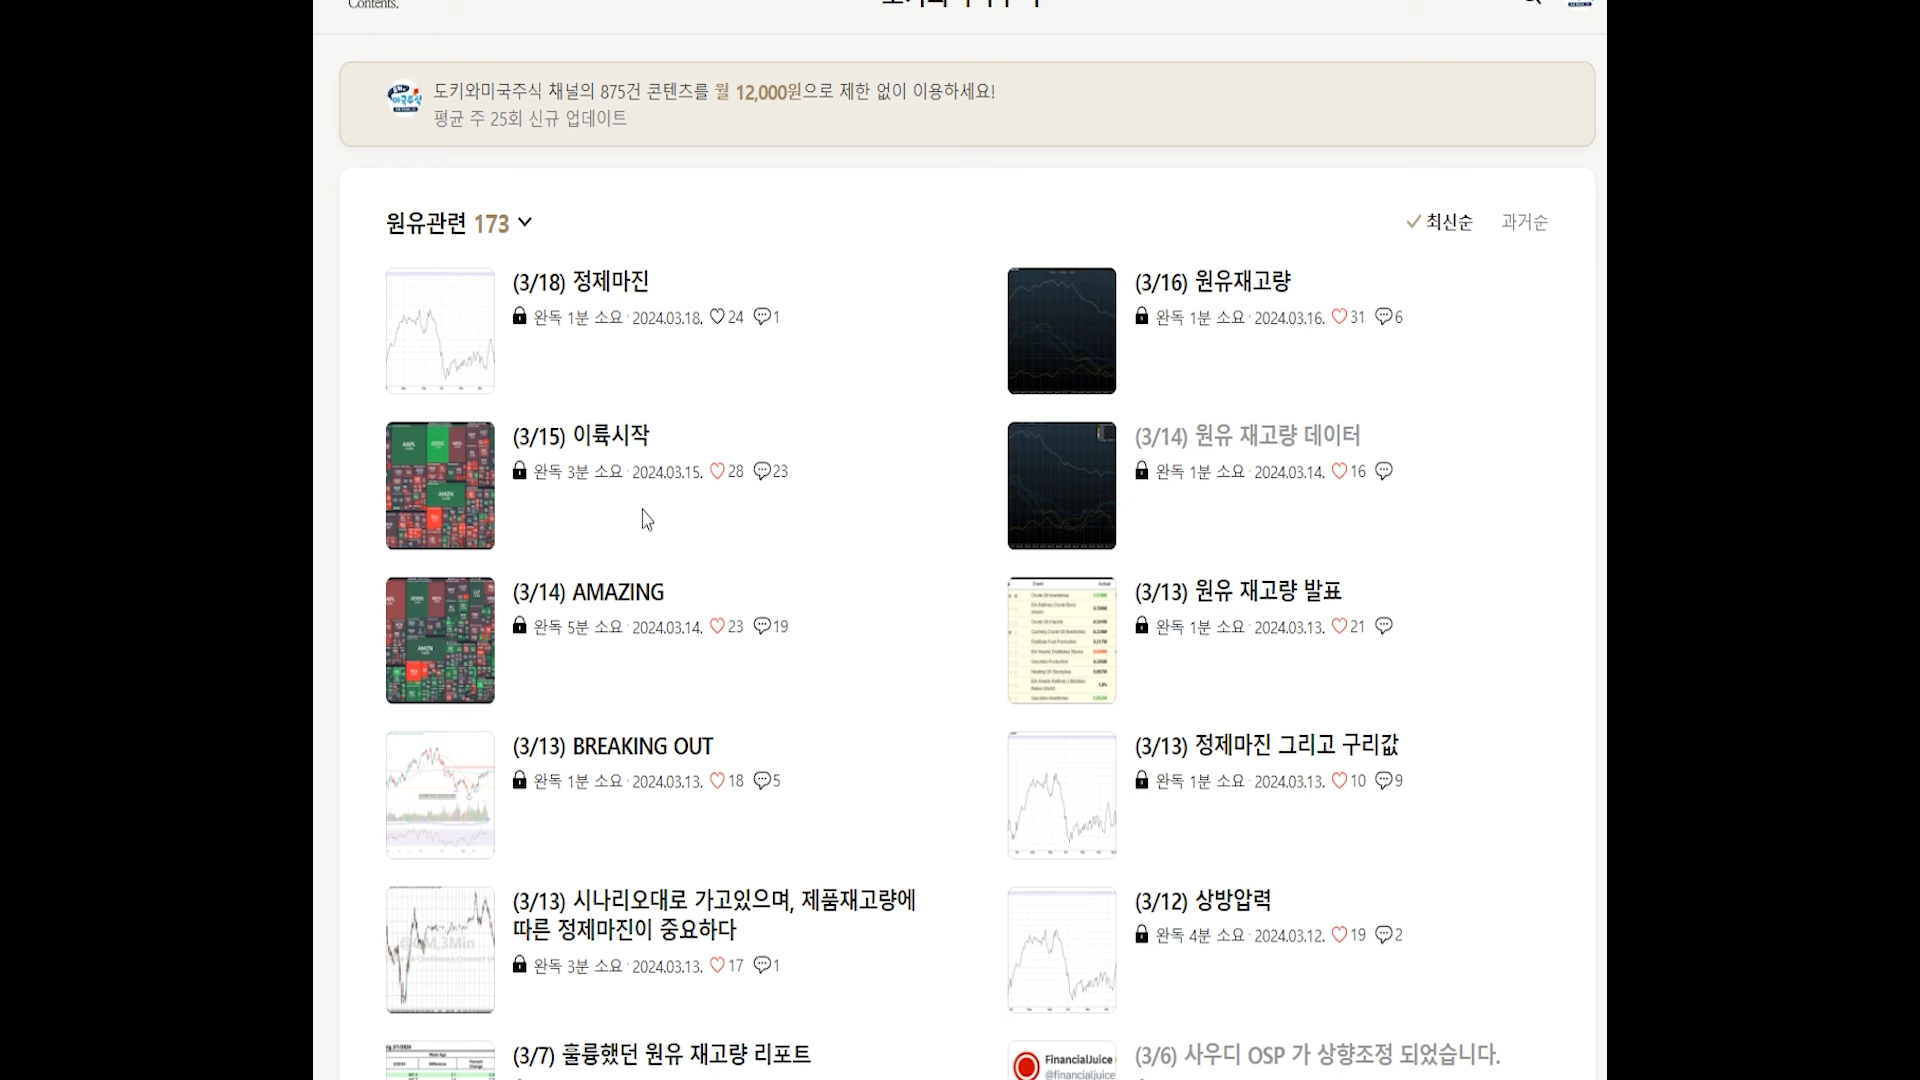 Contents.
도키와미국주식 채널의 875건 콘텐츠를 월 12,000원으로 제한 없이 이용하세요!
평균 주 25회 신규 업데이트
원유관련 173
최신순 과거순
(3/18) 정제마진
완독 1분 소요·2024.03.18. 24 1
(3/16) 원유재고량
완독 1분 소요·2024.03.16. 31 6
(3/15) 이륙시작
완독 3분 소요·2024.03.15. 28 23
(3/14) 원유 재고량 데이터
완독 1분 소요·2024.03.14. 16
(3/14) AMAZING
완독 5분 소요·2024.03.14. 23 19
(3/13) 원유 재고량 발표
완독 1분 소요·2024.03.13. 21
(3/13) BREAKING OUT
완독 1분 소요·2024.03.13. 18 5
(3/13) 정제마진 그리고 구리값
완독 1분 소요·2024.03.13. 10 9
(3/13) 시나리오대로 가고있으며, 제품재고량에
따른 정제마진이 중요하다
완독 3분 소요·2024.03.13. 17 1
(3/12) 상방압력
완독 4분 소요·2024.03.12. 19 2
(3/7) 훌륭했던 원유 재고량 리포트
FinancialJuice
@financialjuice
(3/6) 사우디 OSP 가 상향조정 되었습니다.